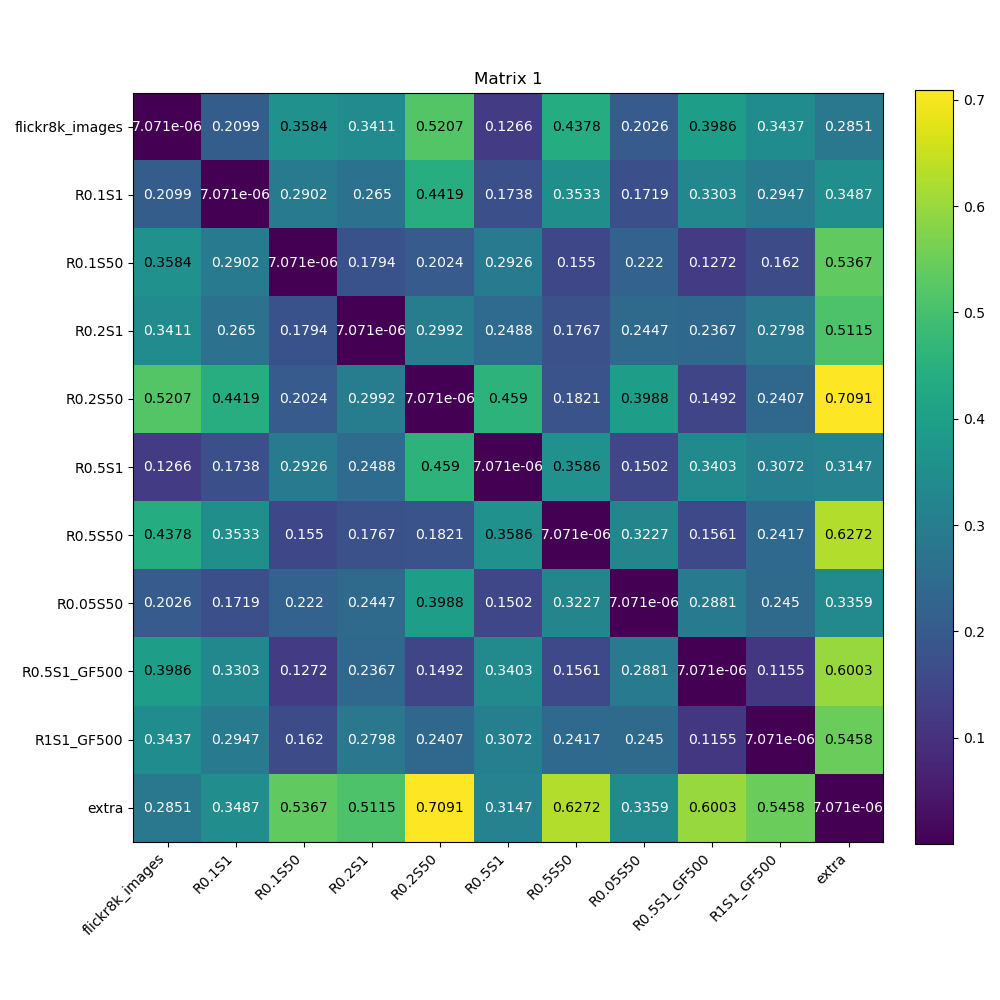 Matrix 1
flickr8k_images 7.071e-06 0.2099 0.3584 0.3411 0.5207 0.1266 0.4378 0.2026 0.3986 0.3437 0.2851
R0.1S1 0.2099 7.071e-06 0.2902 0.265 0.4419 0.1738 0.3533 0.1719 0.3303 0.2947 0.3487
R0.1S50 0.3584 0.2902 7.071e-06 0.1794 0.2024 0.2926 0.155 0.222 0.1272 0.162 0.5367
R0.2S1 0.3411 0.265 0.1794 7.071e-06 0.2992 0.2488 0.1767 0.2447 0.2367 0.2798 0.5115
R0.2S50 0.5207 0.4419 0.2024 0.2992 7.071e-06 0.459 0.1821 0.3988 0.1492 0.2407 0.7091
R0.5S1 0.1266 0.1738 0.2926 0.2488 0.459 7.071e-06 0.3586 0.1502 0.3403 0.3072 0.3147
R0.5S50 0.4378 0.3533 0.155 0.1767 0.1821 0.3586 7.071e-06 0.3227 0.1561 0.2417 0.6272
R0.05S50 0.2026 0.1719 0.222 0.2447 0.3988 0.1502 0.3227 7.071e-06 0.2881 0.245 0.3359
R0.5S1_GF500 0.3986 0.3303 0.1272 0.2367 0.1492 0.3403 0.1561 0.2881 7.071e-06 0.1155 0.6003
R1S1_GF500 0.3437 0.2947 0.162 0.2798 0.2407 0.3072 0.2417 0.245 0.1155 7.071e-06 0.5458
extra 0.2851 0.3487 0.5367 0.5115 0.7091 0.3147 0.6272 0.3359 0.6003 0.5458 7.071e-06
flickr8k_images R0.1S1 R0.1S50 R0.2S1 R0.2S50 R0.5S1 R0.5S50 R0.05S50 R0.5S1_GF500 R1S1_GF500 extra
0.7
0.6
0.5
0.4
0.3
0.2
0.1